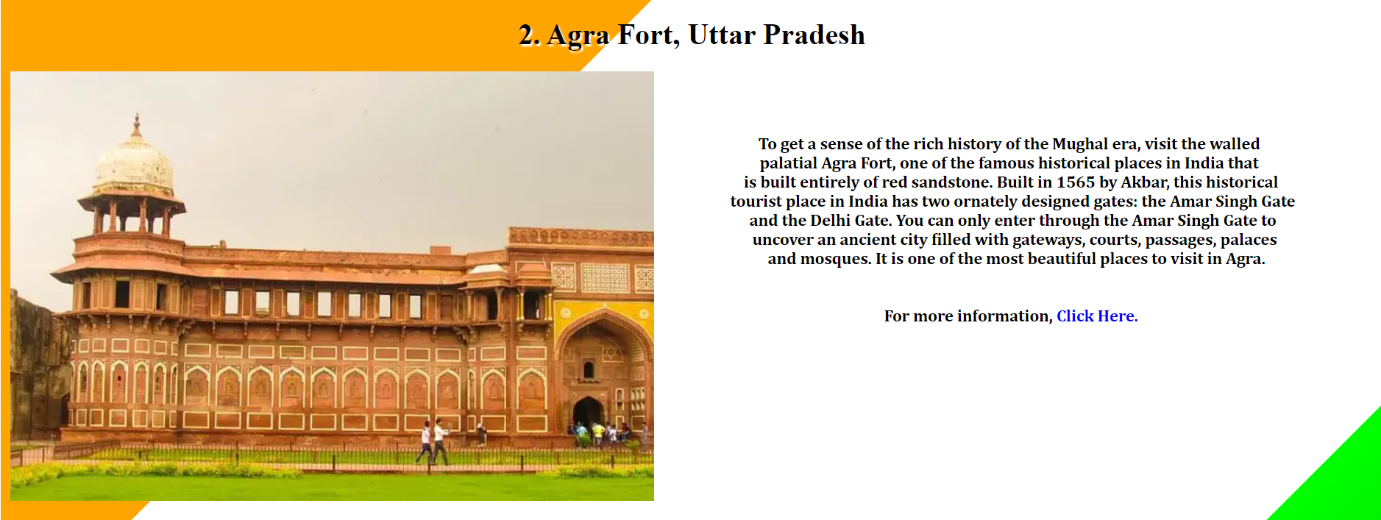 2. Agra Fort, Uttar Pradesh
To get a sense of the rich history of the Mughal era, visit the walled
palatial Agra Fort, one of the famous historical places in India that
is built entirely of red sandstone. Built in 1565 by Akbar, this historical
tourist place in India has two ornately designed gates: the Amar Singh Gate
and the Delhi Gate. You can only enter through the Amar Singh Gate to
uncover an ancient city filled with gateways, courts, passages, palaces
and mosques. It is one of the most beautiful places to visit in Agra.
For more information, Click Here.